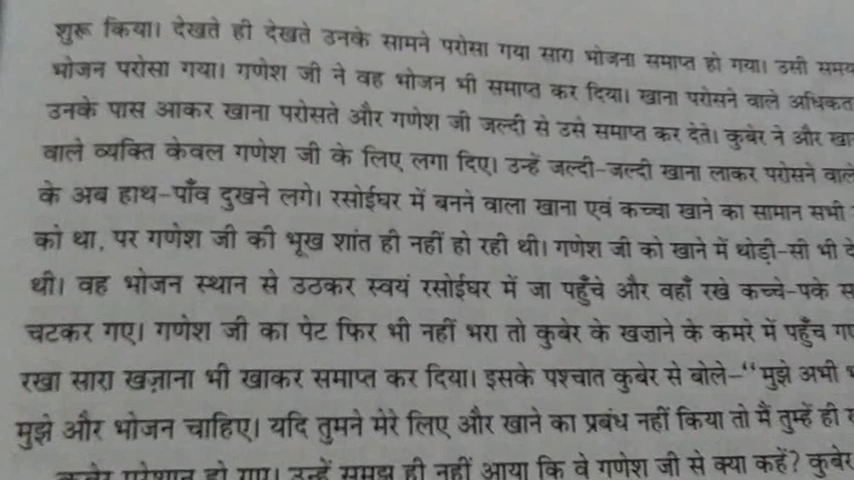 शुरू किया। देखते ही देखते उनके सामने परोसा गया सारा भोजना समाप्त हो गया। उसी समय
भोजन परोसा गया। गणेश जी ने वह भोजन भी समाप्त कर दिया। खाना परोसने वाले अधिकत
उनके पास आकर खाना परोसते और गणेश जी जल्दी से उसे समाप्त कर देते। कुबेर ने और खा
वाले व्यक्ति केवल गणेश जी के लिए लगा दिए। उन्हें जल्दी-जल्दी खाना लाकर परोसने वाले
के अब हाथ-पाँव दुखने लगे। रसोईघर में बनने वाला खाना एवं कच्चा खाने का सामान सभी
को था, पर गणेश जी की भूख शांत ही नहीं हो रही थी। गणेश जी को खाने में थोड़ी-सी भी दे
थी। वह भोजन स्थान से उठकर स्वयं रसोईघर में जा पहुँचे और वहाँ रखे कच्चे-पके स
चटकर गए। गणेश जी का पेट फिर भी नहीं भरा तो कुबेर के खजाने के कमरे में पहुँच गए
रखा सारा खज़ाना भी खाकर समाप्त कर दिया। इसके पश्चात कुबेर से बोले-“मुझे अभी
मुझे और भोजन चाहिए। यदि तुमने मेरे लिए और खाने का प्रबंध नहीं किया तो मैं तुम्हें ही
कुबेर परेशान हो गए। उन्हें समझ ही नहीं आया कि वे गणेश जी से क्या कहें? कुबेर